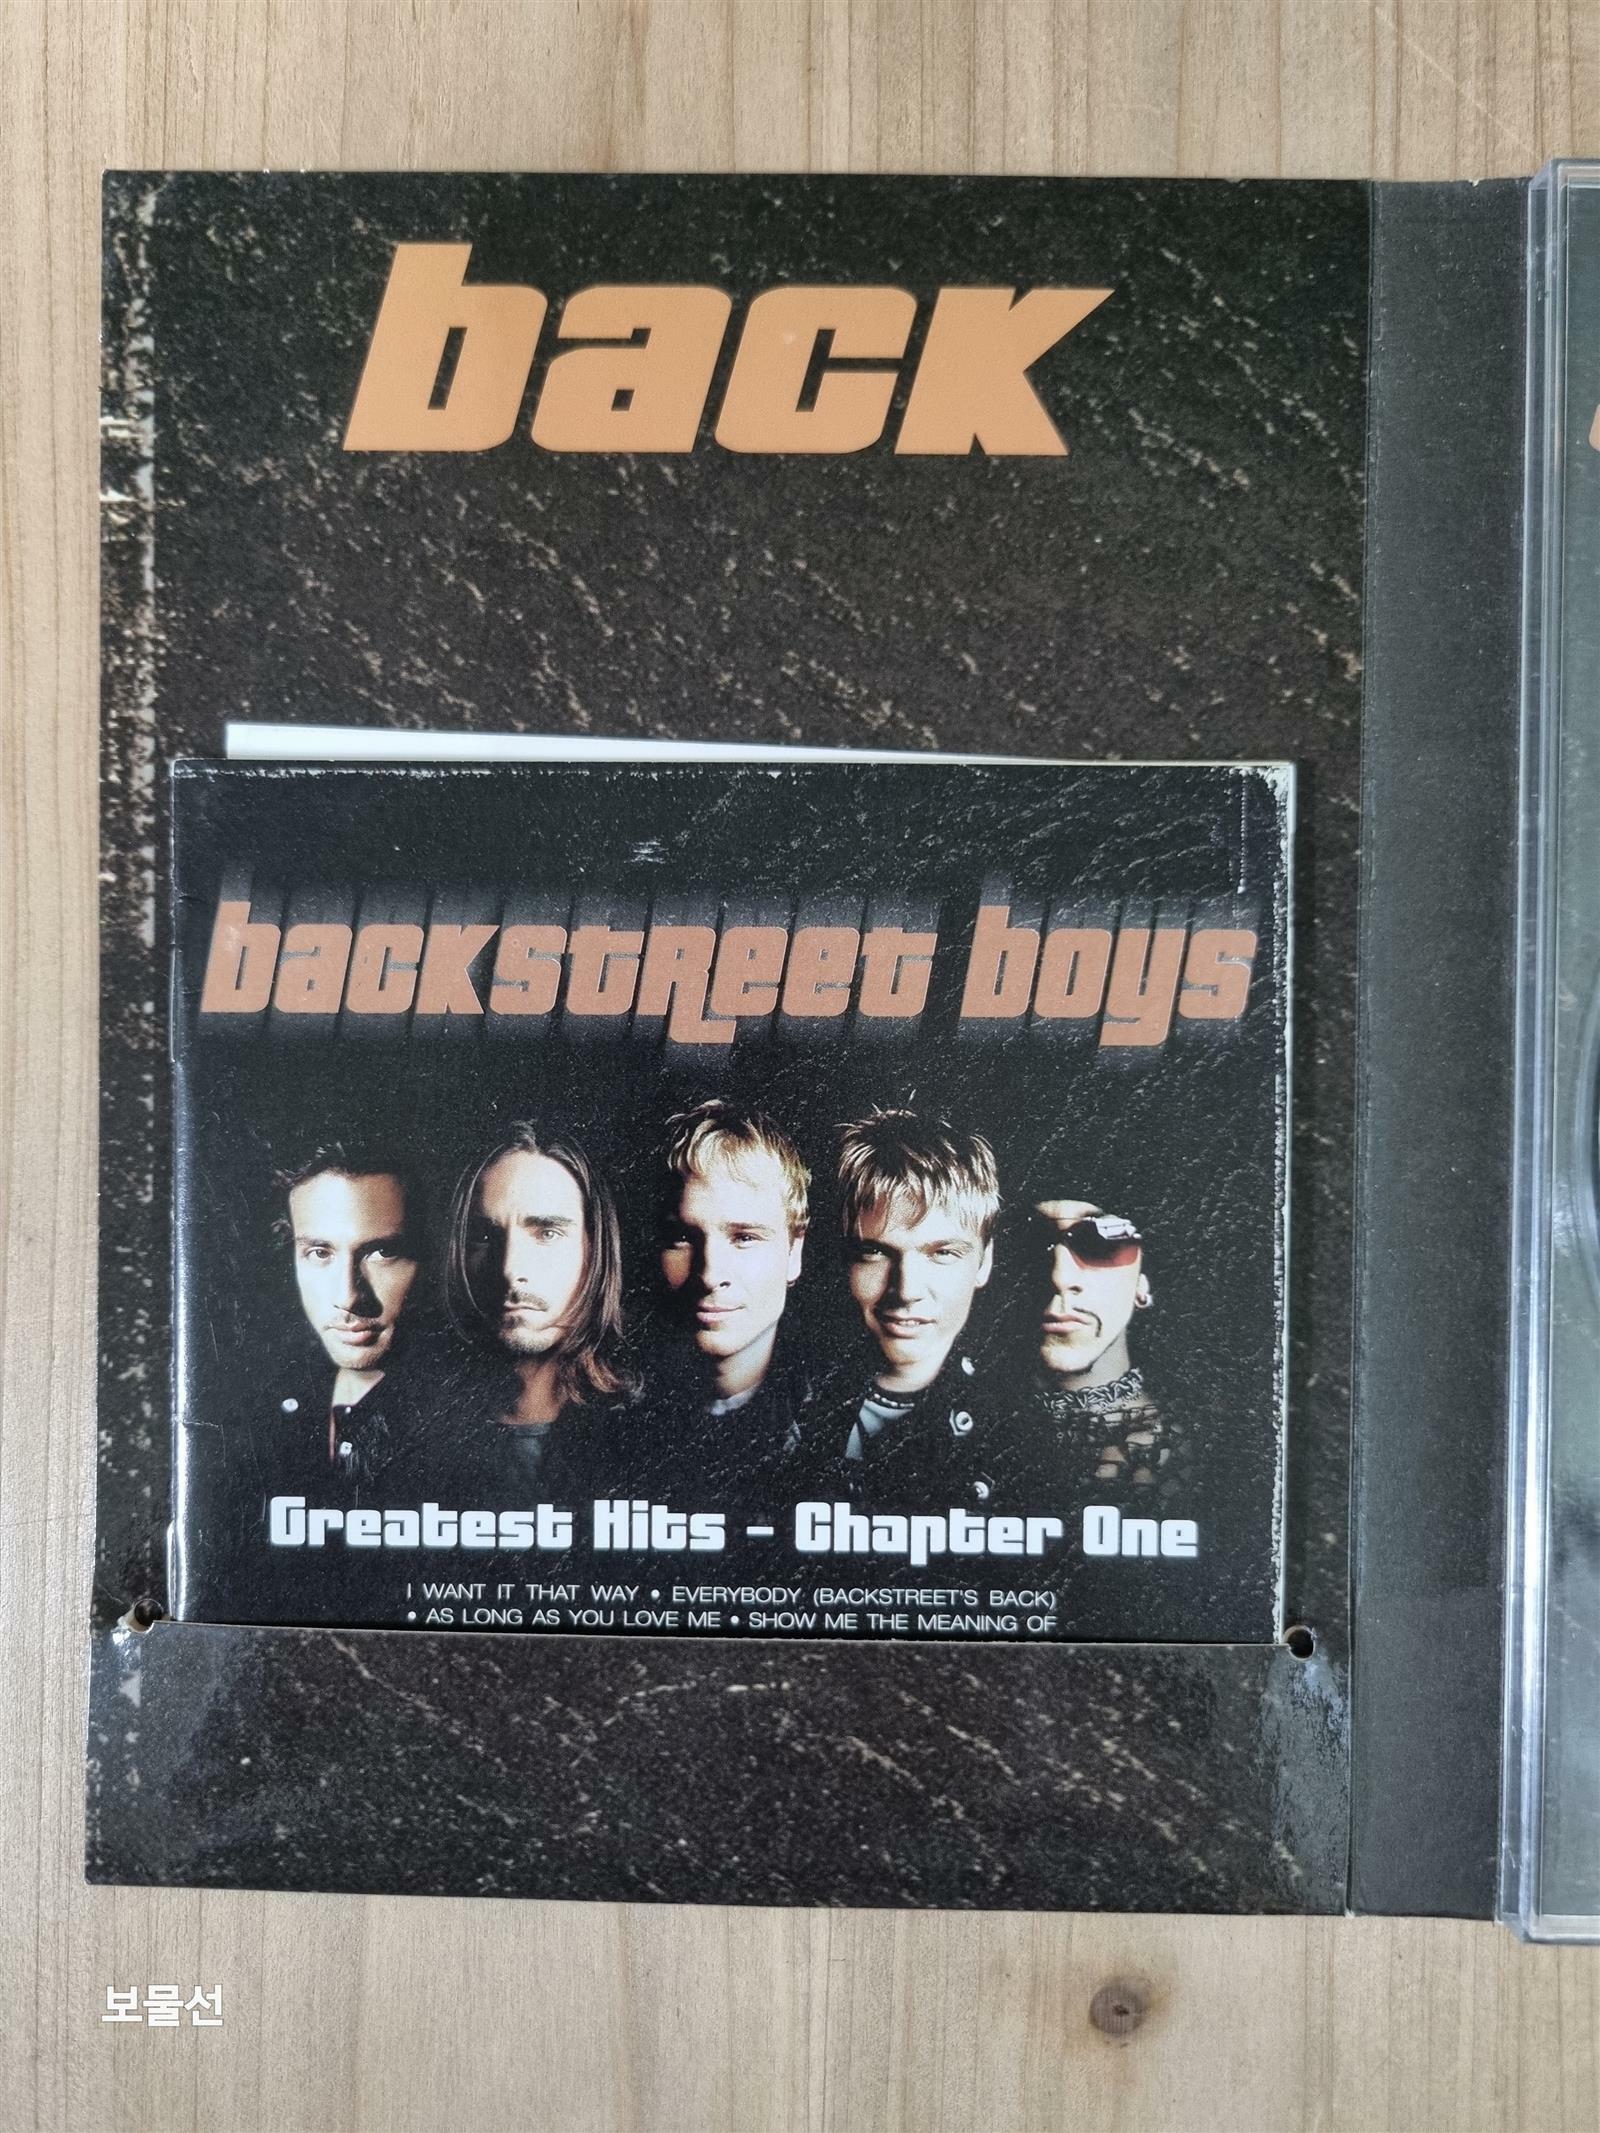 back
backstreet boys
Greatest Hits - Chapter One
I WANT IT THAT WAY • EVERYBODY (BACKSTREET'S BACK)
• AS LONG AS YOU LOVE ME • SHOW ME THE MEANING OF
보물선